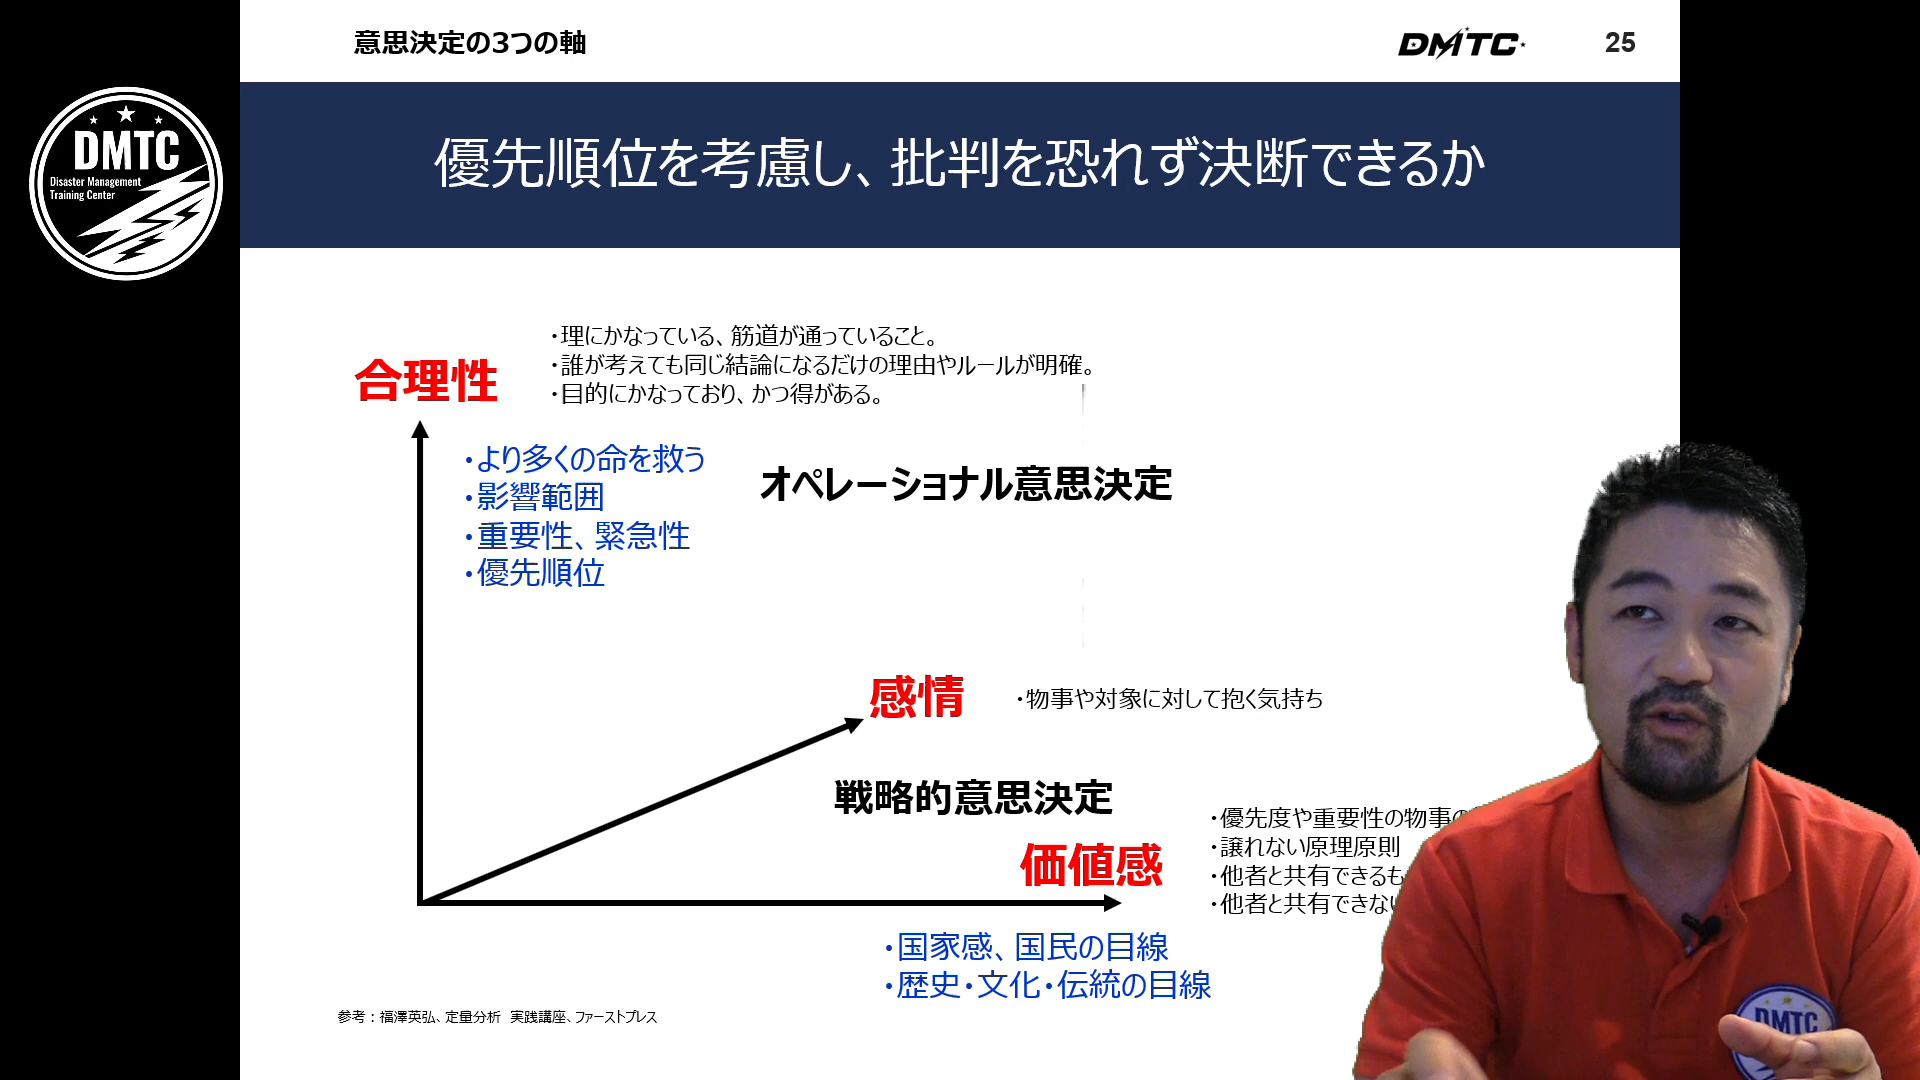 意思決定の3つの軸
DMTC
25
DMTC
Disaster Management
Training Center
優先順位を考慮し、批判を恐れず決断できるか
・理にかなっている、筋道が通っていること。
・誰が考えても同じ結論になるだけの理由やルールが明確。
・目的にかなっており、かつ得がある。
合理性
・より多くの命を救う
・影響範囲
・重要性、緊急性
・優先順位
オペレーショナル意思決定
感情
・物事や対象に対して抱く気持ち
戦略的意思決定
価値感
・優先度や重要性の物事の
・譲れない原理原則
・他者と共有できるも
・他者と共有できな
・国家感、国民の目線
・歴史・文化・伝統の目線
参考：福澤英弘、定量分析 実践講座、ファーストプレス
DMTC